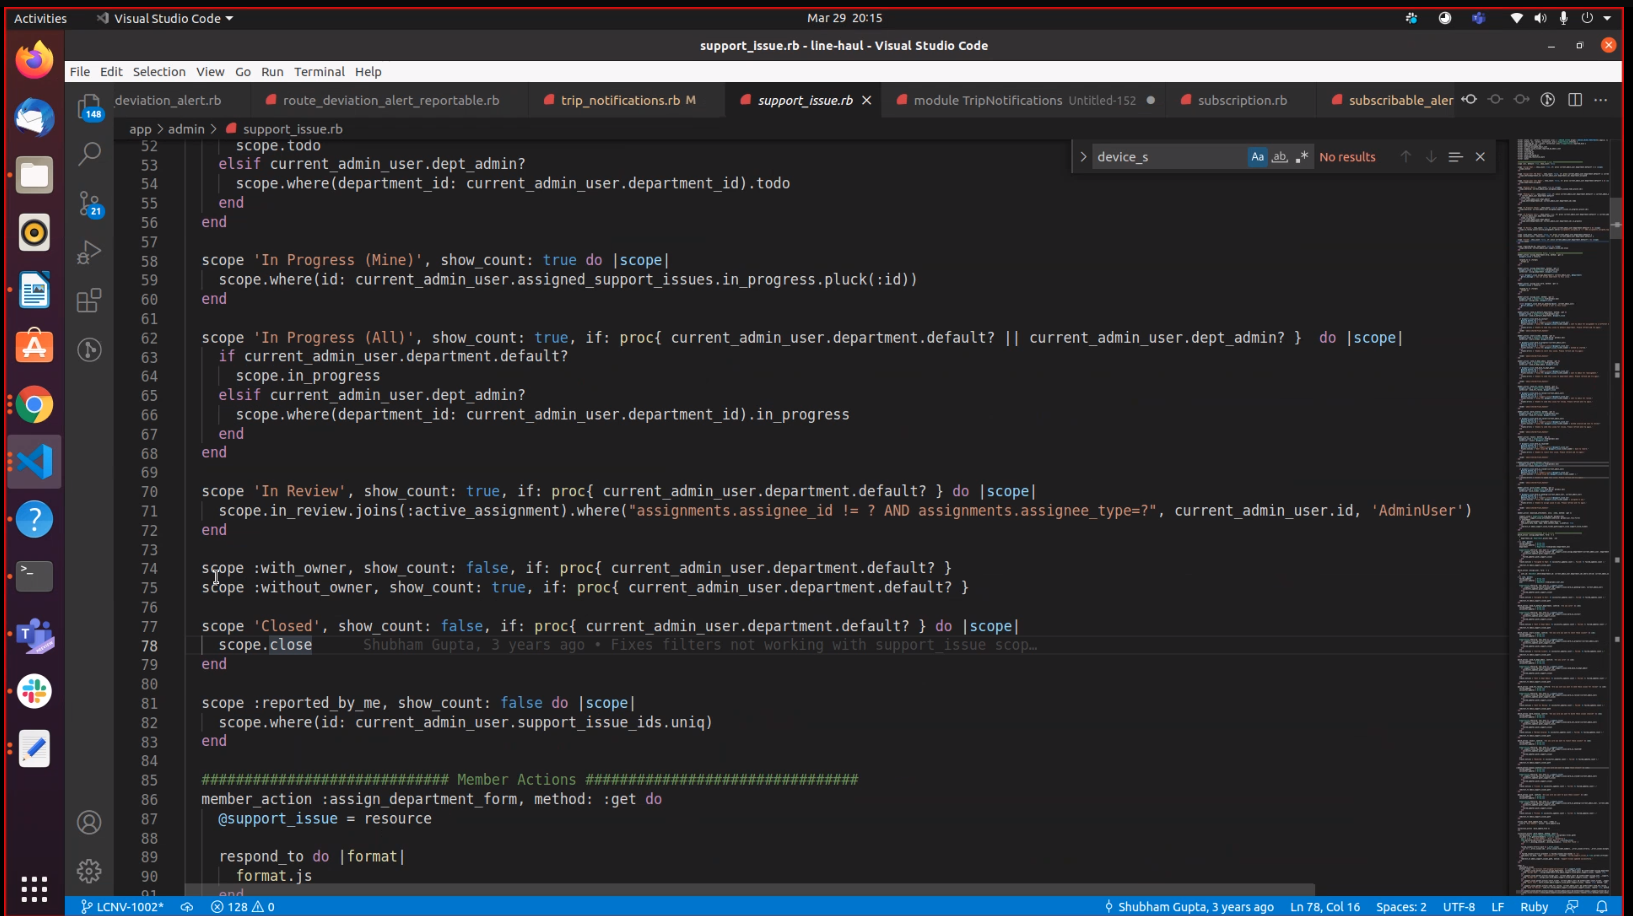 Activities
Visual Studio Code
Mar 29 20:15
support_issue.rb - line-haul - Visual Studio Code
File Edit Selection View Go Run Terminal Help
deviation_alert.rb
route_deviation_alert_reportable.rb
trip_notifications.rb M
support_issue.rb
module TripNotifications Untitled-152
subscription.rb
subscribable_aler
app > admin > support_issue.rb
148
21
device_s
Aa
ab
No results
52 scope.todo
53 elsif current_admin_user.dept_admin?
54 scope.where(department_id: current_admin_user.department_id).todo
55 end
56 end
57
58 scope 'In Progress (Mine)', show_count: true do |scope|
59 scope.where(id: current_admin_user.assigned_support_issues.in_progress.pluck(:id))
60 end
61
62 scope 'In Progress (All)', show_count: true, if: proc{ current_admin_user.department.default? || current_admin_user.dept_admin? }  do |scope|
63 if current_admin_user.department.default?
64 scope.in_progress
65 elsif current_admin_user.dept_admin?
66 scope.where(department_id: current_admin_user.department_id).in_progress
67 end
68 end
69
70 scope 'In Review', show_count: true, if: proc{ current_admin_user.department.default? } do |scope|
71 scope.in_review.joins(:active_assignment).where("assignments.assignee_id != ? AND assignments.assignee_type=?", current_admin_user.id, 'AdminUser')
72 end
73
74 scope :with_owner, show_count: false, if: proc{ current_admin_user.department.default? }
75 scope :without_owner, show_count: true, if: proc{ current_admin_user.department.default? }
76
77 scope 'Closed', show_count: false, if: proc{ current_admin_user.department.default? } do |scope|
78 scope.close Shubham Gupta, 3 years ago • Fixes filters not working with support_issue scop…
79 end
80
81 scope :reported_by_me, show_count: false do |scope|
82 scope.where(id: current_admin_user.support_issue_ids.uniq)
83 end
84
85 ############################ Member Actions ################################
86 member_action :assign_department_form, method: :get do
87 @support_issue = resource
88
89 respond_to do |format|
90 format.js
91 end
LCNV-1002* 128 0 Shubham Gupta, 3 years ago Ln 78, Col 16 Spaces: 2 UTF-8 LF Ruby